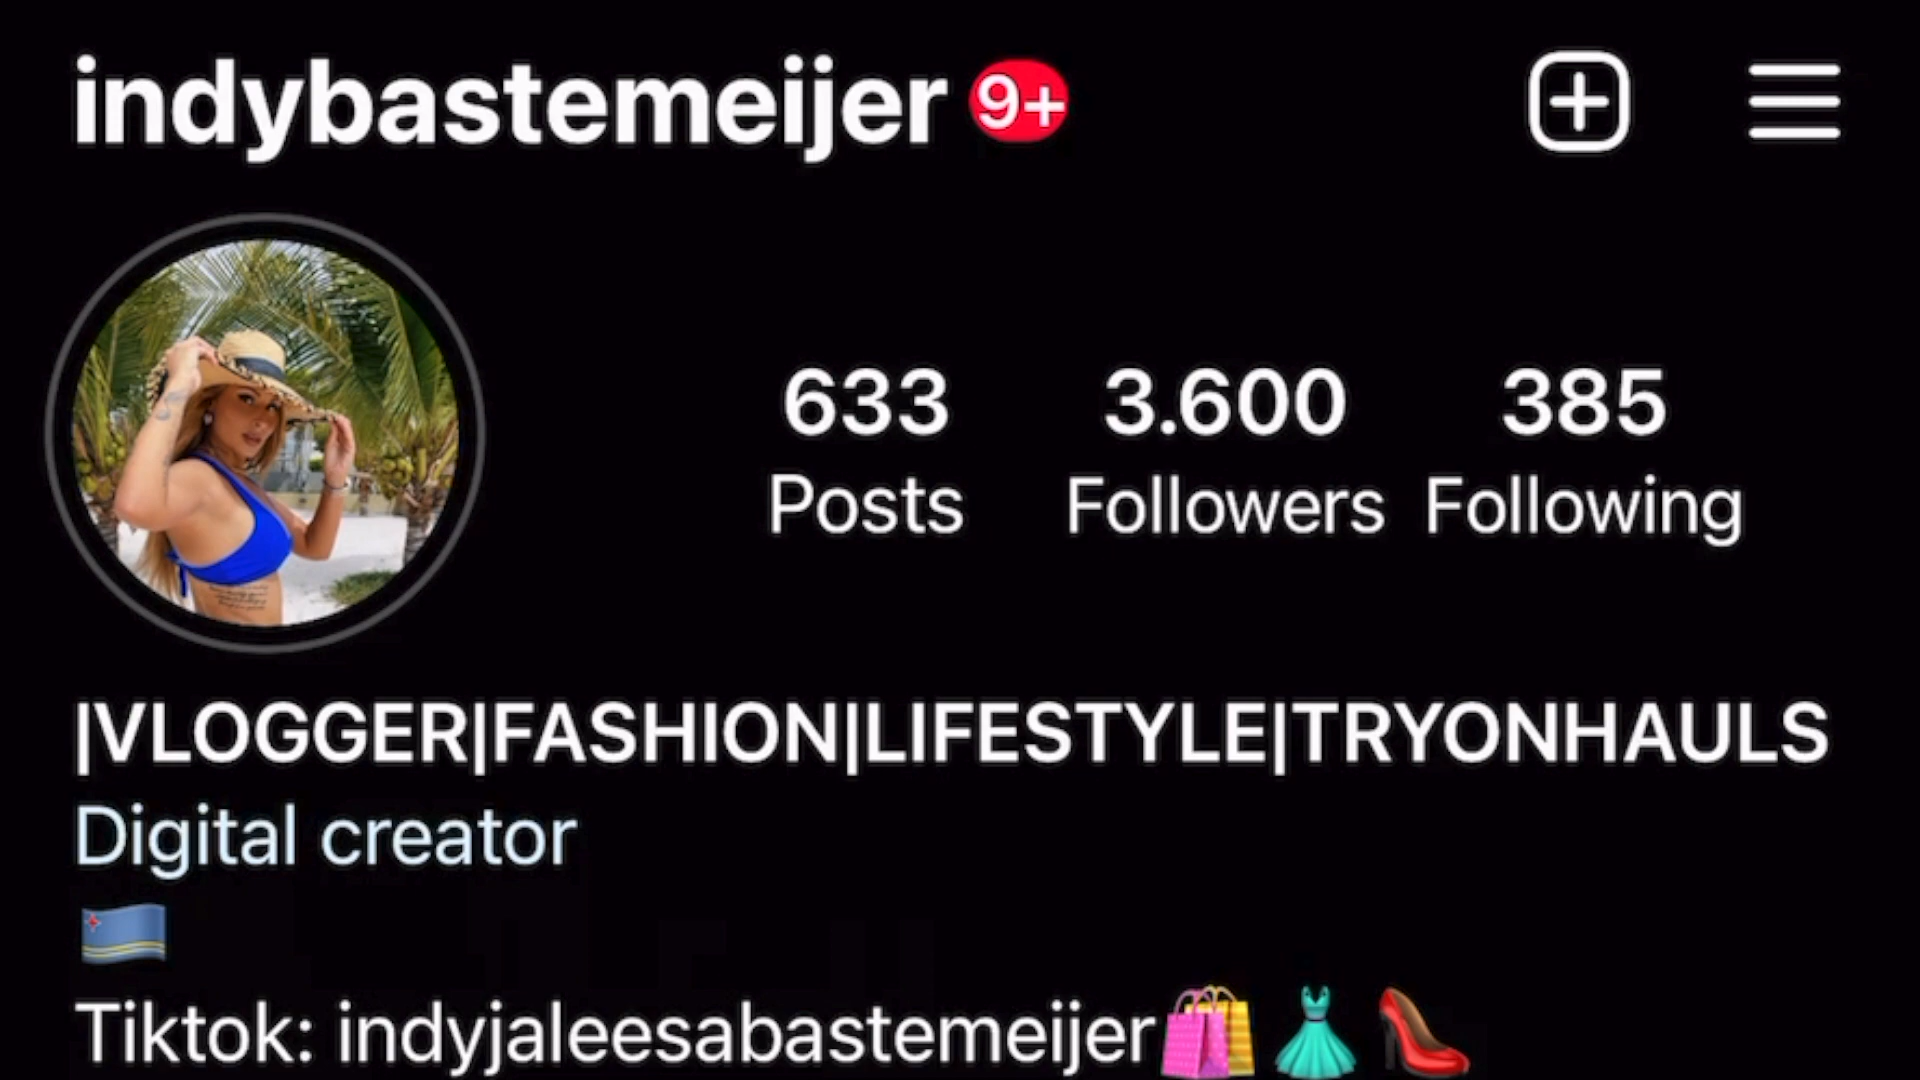 indybastemeijer 9+
633 3.600 385
Posts Followers Following
|VLOGGER|FASHION|LIFESTYLE|TRYONHAULS
Digital creator
Tiktok: indyjaleesabastemeijer